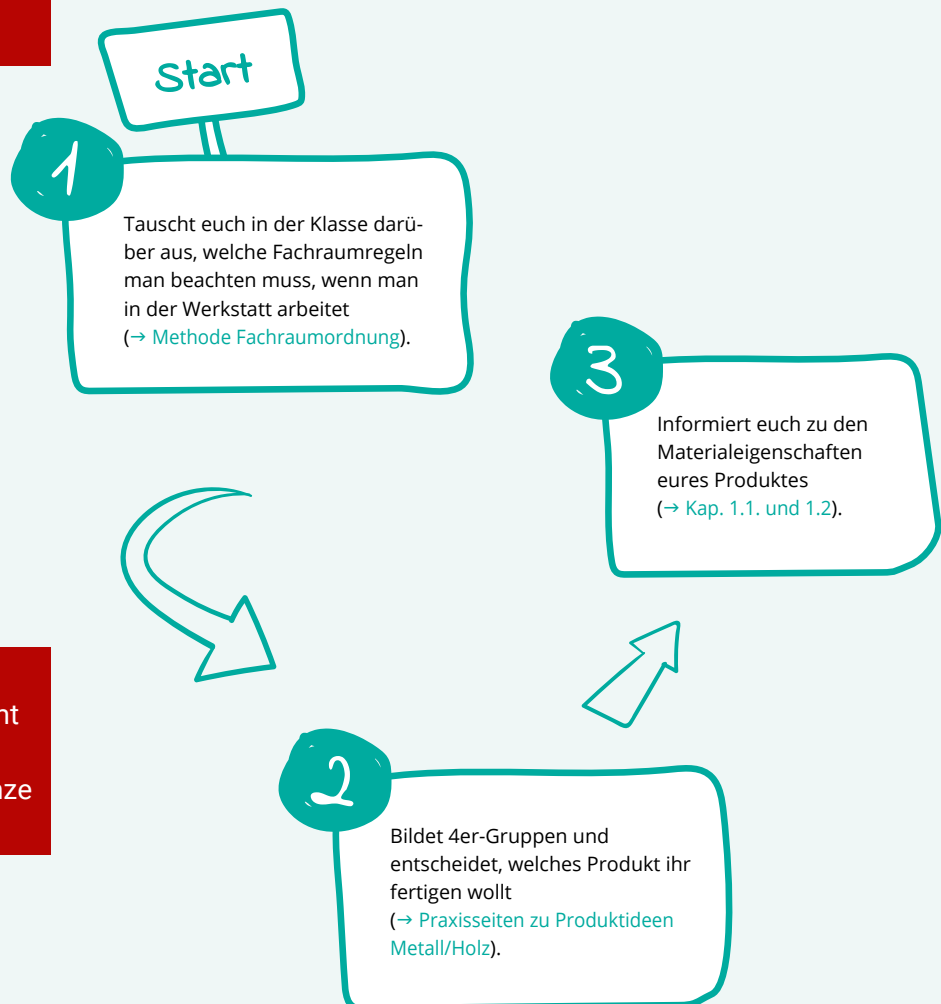 Start
1
Tauscht euch in der Klasse darü-
ber aus, welche Fachraumregeln
man beachten muss, wenn man
in der Werkstatt arbeitet
(→ Methode Fachraumordnung).
3
Informiert euch zu den
Materialeigenschaften
eures Produktes
(→ Kap. 1.1. und 1.2).
2
Bildet 4er-Gruppen und
entscheidet, welches Produkt ihr
fertigen wollt
(→ Praxisseiten zu Produktideen
Metall/Holz).